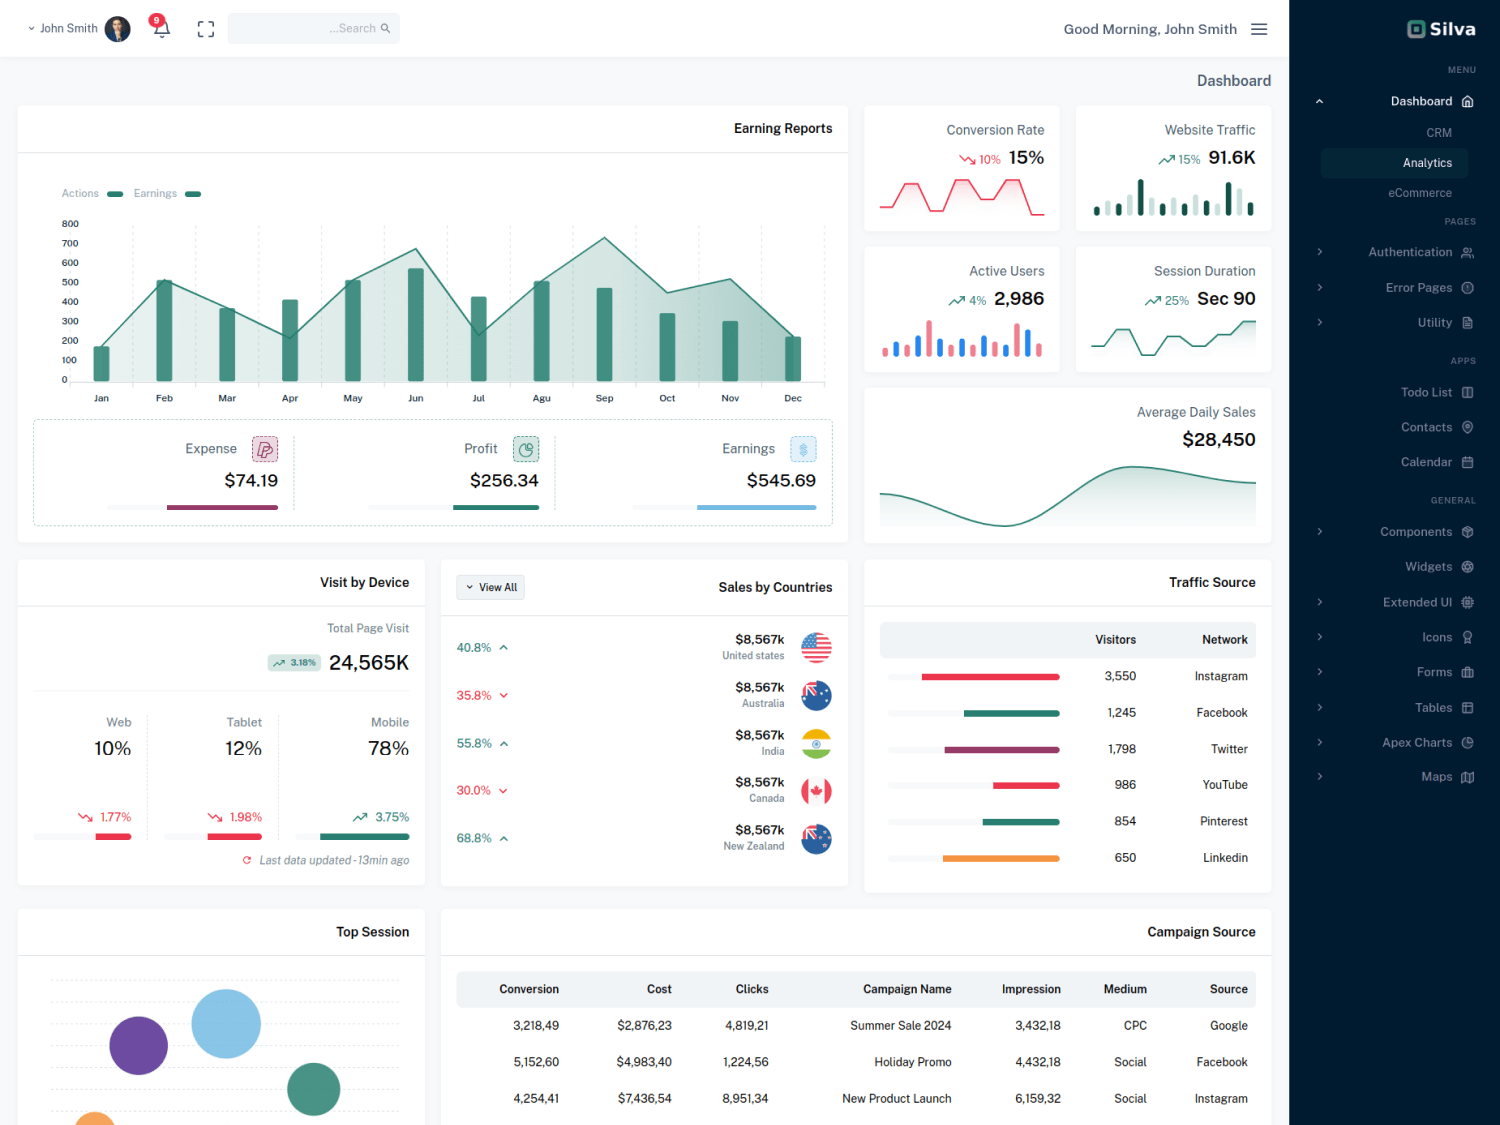 John Smith
9
Search...
Good Morning, John Smith
Silva
MENU
Dashboard
CRM
Analytics
eCommerce
PAGES
Authentication
Error Pages
Utility
APPS
Todo List
Contacts
Calendar
GENERAL
Components
Widgets
Extended UI
Icons
Forms
Tables
Apex Charts
Maps
Dashboard
Earning Reports
Actions Earnings
800
700
600
500
400
300
200
100
0
Jan Feb Mar Apr May Jun Jul Agu Sep Oct Nov Dec
Expense
$74.19
Profit
$256.34
Earnings
$545.69
Conversion Rate
10% 15%
Website Traffic
15% 91.6K
Active Users
4% 2,986
Session Duration
25% Sec 90
Average Daily Sales
$28,450
Visit by Device
Total Page Visit
3.18% 24,565K
Web Tablet Mobile
10% 12% 78%
1.77% 1.98% 3.75%
Last data updated - 13min ago
View All
Sales by Countries
40.8% $8,567k
United states
35.8% $8,567k
Australia
55.8% $8,567k
India
30.0% $8,567k
Canada
68.8% $8,567k
New Zealand
Traffic Source
Visitors Network
3,550 Instagram
1,245 Facebook
1,798 Twitter
986 YouTube
854 Pinterest
650 Linkedin
Top Session
Campaign Source
Conversion Cost Clicks Campaign Name Impression Medium Source
3,218,49 $2,876,23 4,819,21 Summer Sale 2024 3,432,18 CPC Google
5,152,60 $4,983,40 1,224,56 Holiday Promo 4,432,18 Social Facebook
4,254,41 $7,436,54 8,951,34 New Product Launch 6,159,32 Social Instagram